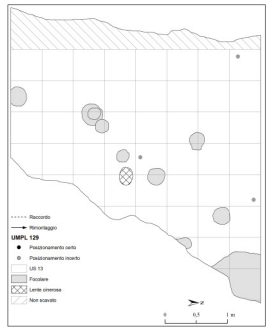 Raccordo
Rimontaggio
UMPL 129
Posizionamento certo
Posizionamento incerto
US 13
Focolare
Lente cinerosa
Non scavato
N
0 0,5 1 m